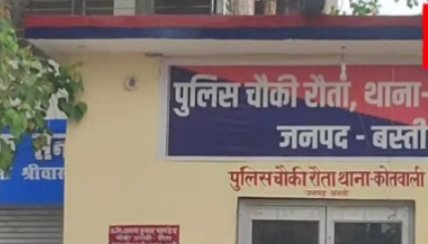 पुलिस चौकी रौता, थाना-
जनपद - बस्ती
पुलिस चौकी रौता थाना-कोतवाली
जनपद बस्ती
श्रीवास